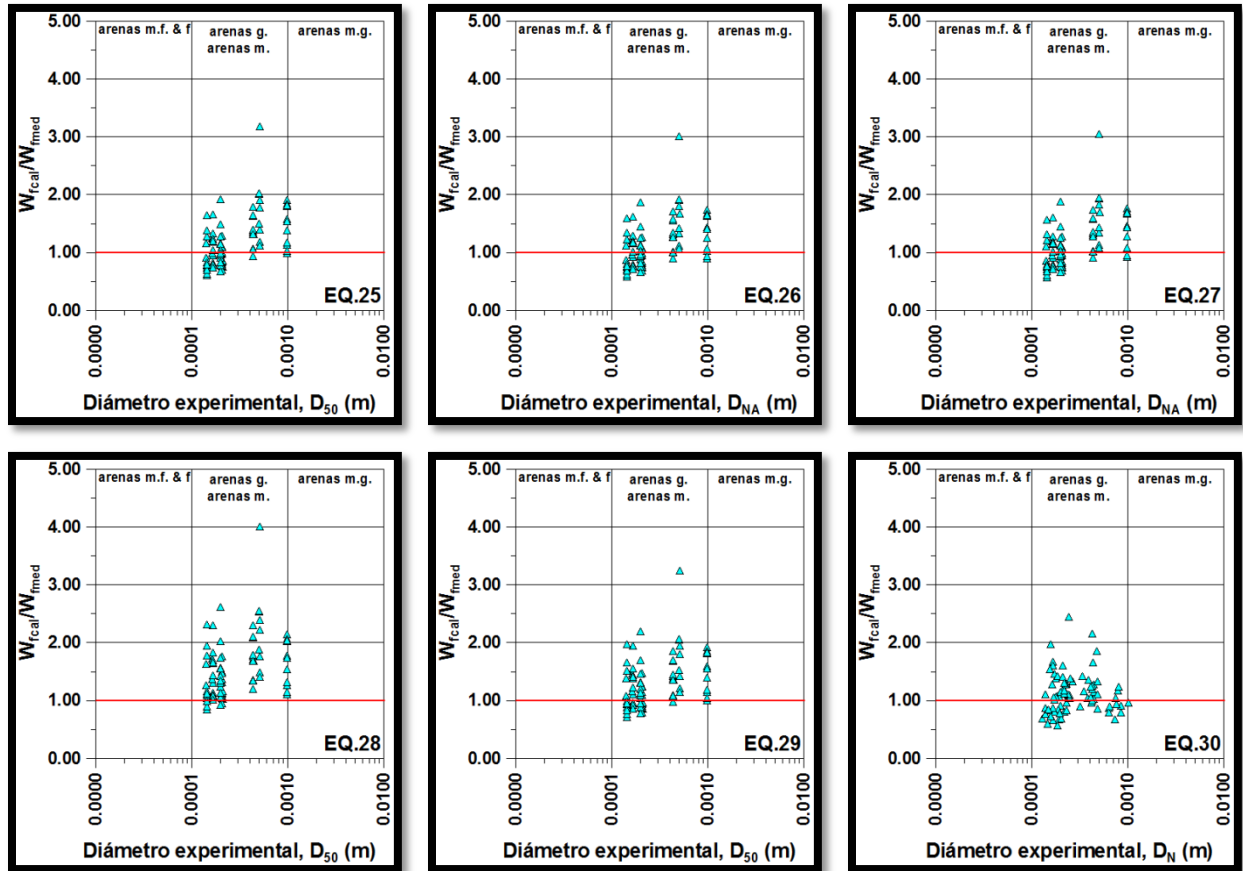 5.00
arenas m.f. & f
arenas g.
arenas m.
arenas m.g.
4.00
3.00
2.00
1.00
0.00
W_fcal/W_fmed
EQ.25
0.0000
0.0001
0.0010
0.0100
Diámetro experimental, D₅₀ (m)
5.00
arenas m.f. & f
arenas g.
arenas m.
arenas m.g.
4.00
3.00
2.00
1.00
0.00
W_fcal/W_fmed
EQ.26
0.0000
0.0001
0.0010
0.0100
Diámetro experimental, D_NA (m)
5.00
arenas m.f. & f
arenas g.
arenas m.
arenas m.g.
4.00
3.00
2.00
1.00
0.00
W_fcal/W_fmed
EQ.27
0.0000
0.0001
0.0010
0.0100
Diámetro experimental, D_NA (m)
5.00
arenas m.f. & f
arenas g.
arenas m.
arenas m.g.
4.00
3.00
2.00
1.00
0.00
W_fcal/W_fmed
EQ.28
0.0000
0.0001
0.0010
0.0100
Diámetro experimental, D₅₀ (m)
5.00
arenas m.f. & f
arenas g.
arenas m.
arenas m.g.
4.00
3.00
2.00
1.00
0.00
W_fcal/W_fmed
EQ.29
0.0000
0.0001
0.0010
0.0100
Diámetro experimental, D₅₀ (m)
5.00
arenas m.f. & f
arenas g.
arenas m.
arenas m.g.
4.00
3.00
2.00
1.00
0.00
W_fcal/W_fmed
EQ.30
0.0000
0.0001
0.0010
0.0100
Diámetro experimental, D_N (m)